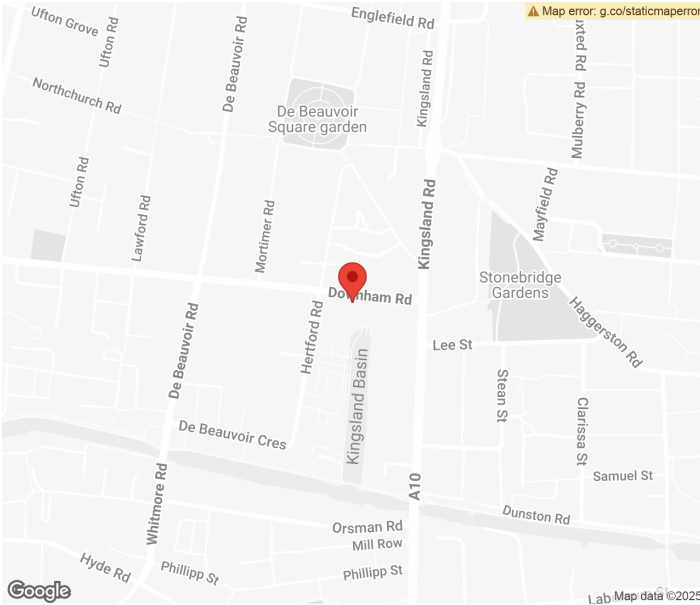 Englefield Rd
Map error: g.co/staticmaperror
Ufton Grove
Ufton Rd
De Beauvoir Rd
Kingsland Rd
Mulberry Rd
Northchurch Rd
De Beauvoir
Square garden
Ufton Rd
Lawford Rd
Mortimer Rd
Kingsland Rd
Mayfield Rd
Stonebridge
Gardens
Downham Rd
Haggerston Rd
De Beauvoir Rd
Hertford Rd
Lee St
Kingsland Basin
Stean St
Clarissa St
De Beauvoir Cres
Whitmore Rd
A10
Samuel St
Dunston Rd
Orsman Rd
Mill Row
Hyde Rd
Phillipp St
Phillipp St
Google
Map data ©2025